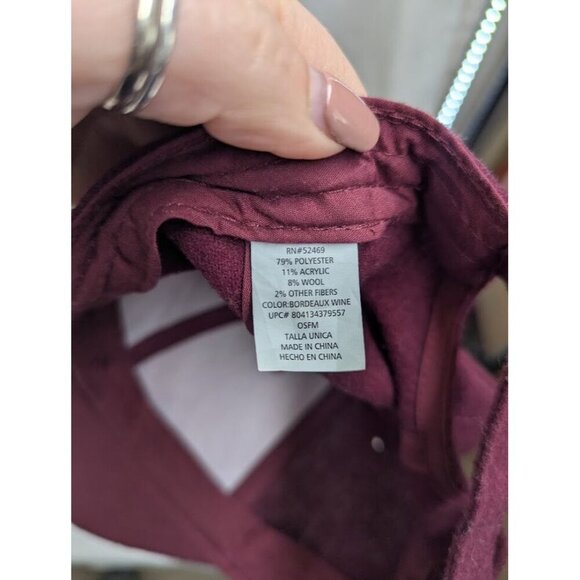 RN#52469
79% POLYESTER
11% ACRYLIC
8% WOOL
2% OTHER FIBERS
COLOR:BORDEAUX WINE
UPC# 804134379557
OSFM
TALLA UNICA
MADE IN CHINA
HECHO EN CHINA